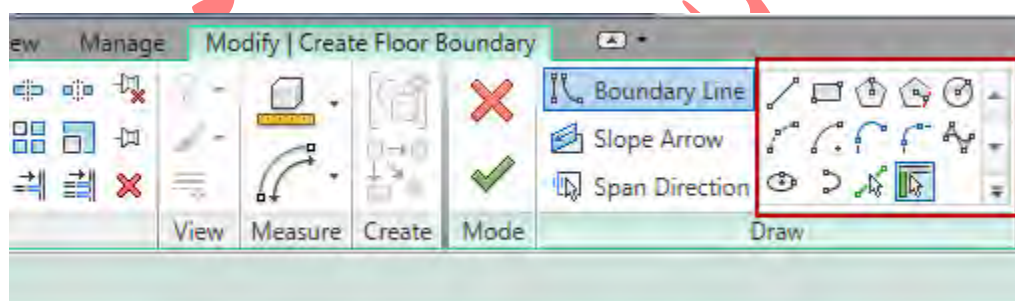 ew Manage Modify | Create Floor Boundary
Boundary Line
Slope Arrow
Span Direction
View Measure Create Mode Draw